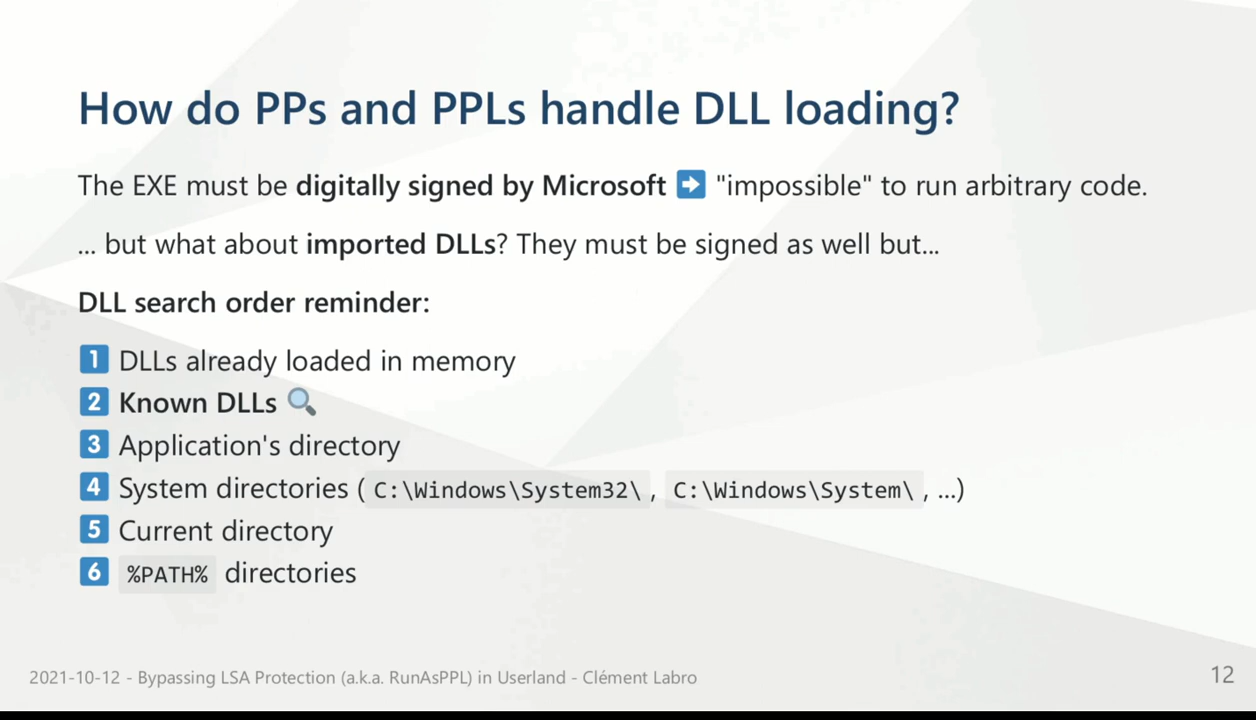 How do PPs and PPLs handle DLL loading?
The EXE must be digitally signed by Microsoft ➡ "impossible" to run arbitrary code.
... but what about imported DLLs? They must be signed as well but...
DLL search order reminder:
1 DLLs already loaded in memory
2 Known DLLs 🔍
3 Application's directory
4 System directories ( C:\Windows\System32\ , C:\Windows\System\ , ...)
5 Current directory
6 %PATH% directories
2021-10-12 - Bypassing LSA Protection (a.k.a. RunAsPPL) in Userland - Clément Labro
12